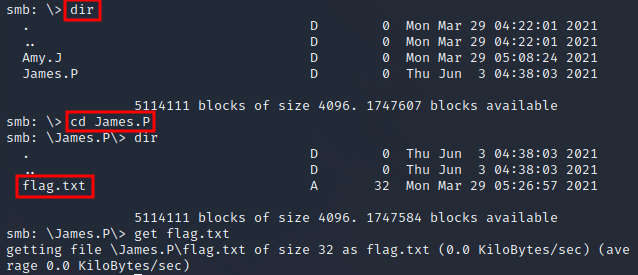 smb: \> dir
. D 0 Mon Mar 29 04:22:01 2021
.. D 0 Mon Mar 29 04:22:01 2021
Amy.J D 0 Mon Mar 29 05:08:24 2021
James.P D 0 Thu Jun 3 04:38:03 2021
5114111 blocks of size 4096. 1747607 blocks available
smb: \> cd James.P
smb: \James.P\> dir
. D 0 Thu Jun 3 04:38:03 2021
.. D 0 Thu Jun 3 04:38:03 2021
flag.txt A 32 Mon Mar 29 05:26:57 2021
5114111 blocks of size 4096. 1747584 blocks available
smb: \James.P\> get flag.txt
getting file \James.P\flag.txt of size 32 as flag.txt (0.0 KiloBytes/sec) (ave
rage 0.0 KiloBytes/sec)